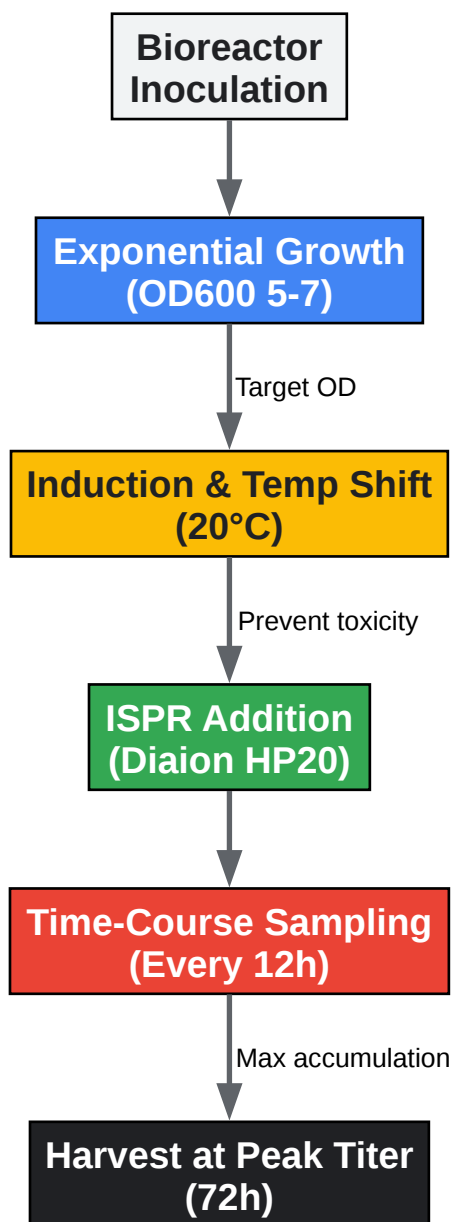 Bioreactor
Inoculation
Exponential Growth
(OD600 5-7)
Target OD
Induction & Temp Shift
(20°C)
Prevent toxicity
ISPR Addition
(Diaion HP20)
Time-Course Sampling
(Every 12h)
Max accumulation
Harvest at Peak Titer
(72h)